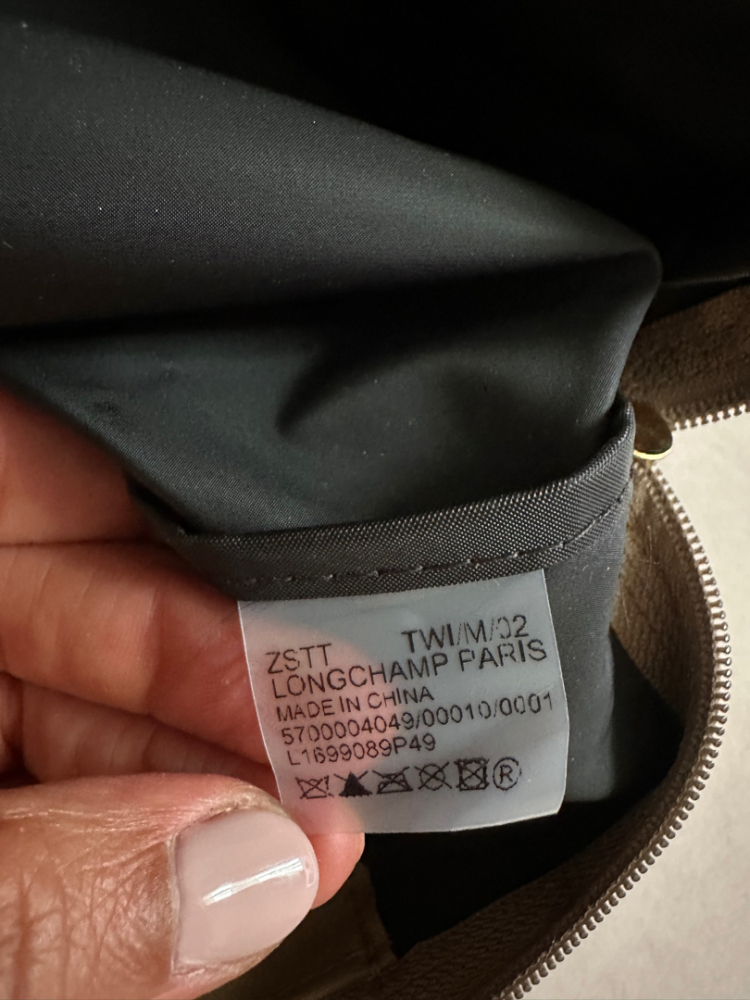 ZSTT TWI/M/02
LONGCHAMP PARIS
MADE IN CHINA
5700004049/00010/0001
L1699089P49
®